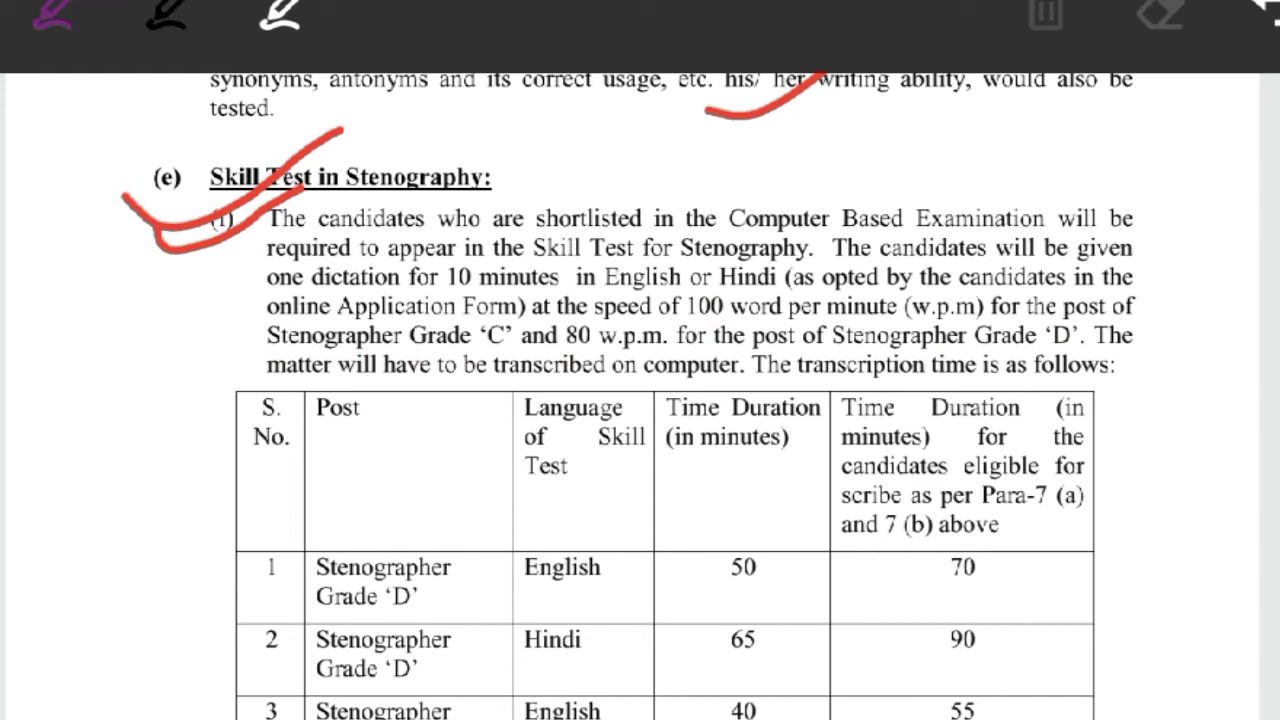 synonyms, antonyms and its correct usage, etc. his/ her writing ability, would also be
tested.
(e) Skill Test in Stenography:
(i) The candidates who are shortlisted in the Computer Based Examination will be
required to appear in the Skill Test for Stenography. The candidates will be given
one dictation for 10 minutes in English or Hindi (as opted by the candidates in the
online Application Form) at the speed of 100 word per minute (w.p.m) for the post of
Stenographer Grade ‘C’ and 80 w.p.m. for the post of Stenographer Grade ‘D’. The
matter will have to be transcribed on computer. The transcription time is as follows:
S. No. Post Language of Skill Test Time Duration (in minutes) Time Duration (in minutes) for the candidates eligible for scribe as per Para-7 (a) and 7 (b) above
1 Stenographer Grade ‘D’ English 50 70
2 Stenographer Grade ‘D’ Hindi 65 90
3 Stenographer English 40 55